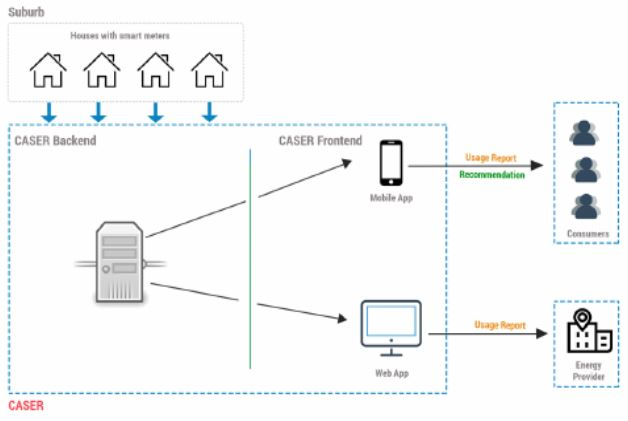 Suburb
Houses with smart meters
CASER Backend
CASER Frontend
Mobile App
Usage Report
Recommendation
Consumers
Web App
Usage Report
Energy
Provider
CASER